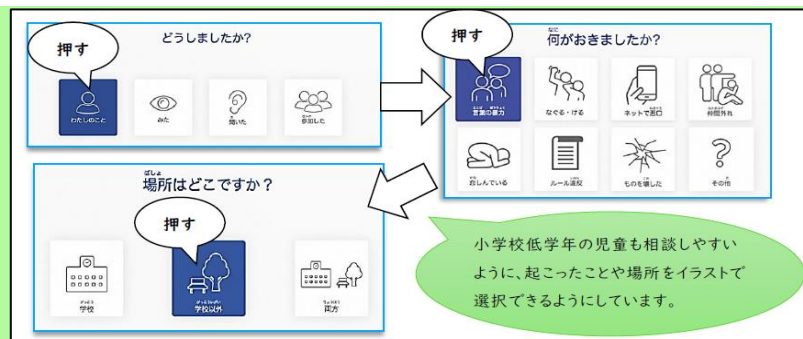 どうしましたか?
押す
わたしのこと
みた
聞いた
参加した
何がおきましたか?
押す
言葉の暴力
なぐる・ける
ネットで悪口
仲間外れ
悲しんでいる
ルール違反
ものを壊した
その他
場所はどこですか?
押す
学校
学校以外
両方
小学校低学年の児童も相談しやすい
ように、起こったことや場所をイラストで
選択できるようにしています。